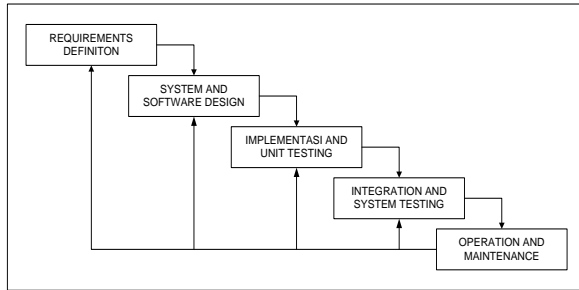 REQUIREMENTS
DEFINITON
SYSTEM AND
SOFTWARE DESIGN
IMPLEMENTASI AND
UNIT TESTING
INTEGRATION AND
SYSTEM TESTING
OPERATION AND
MAINTENANCE